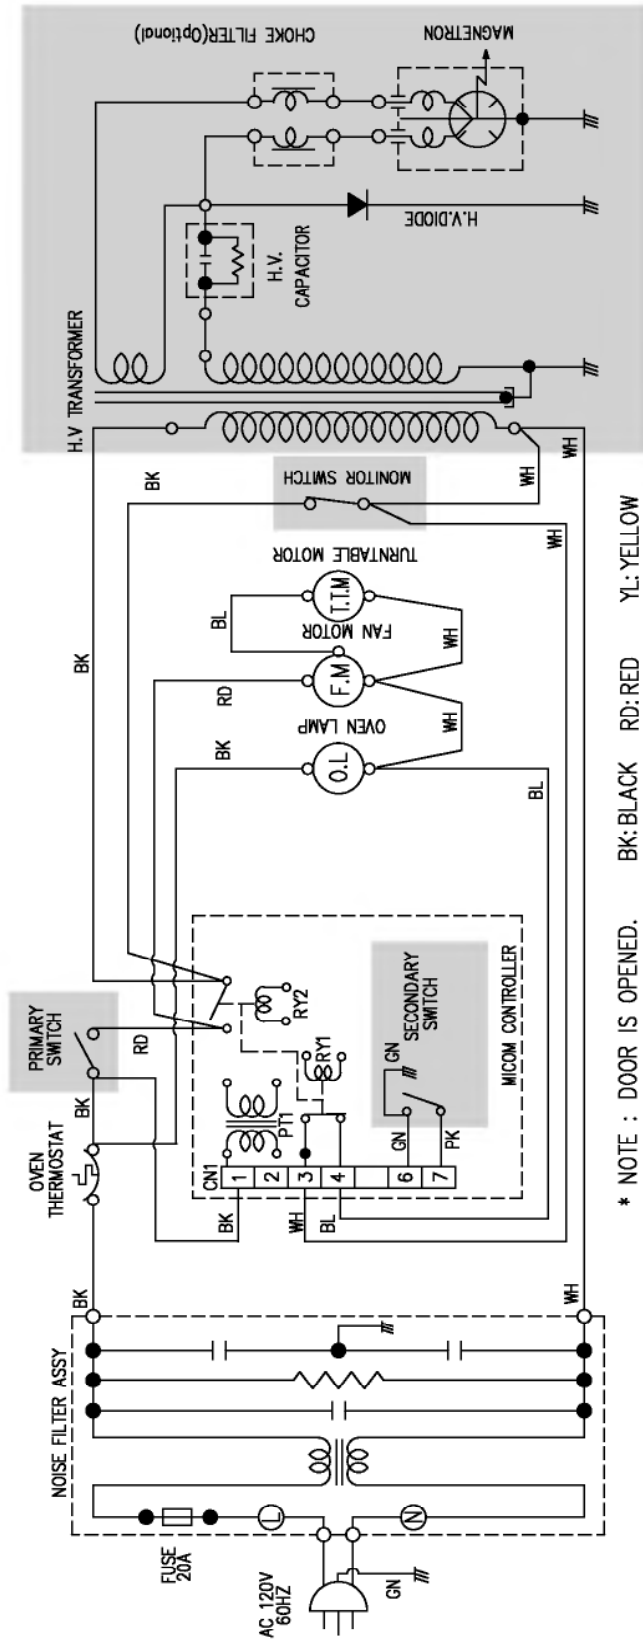 AC 120V
60HZ
GN
FUSE
20A
L
N
NOISE FILTER ASSY
BK
WH
OVEN
THERMOSTAT
BK
PRIMARY
SWITCH
RD
BK
WH
BL
CN1
1
2
3
4
6
7
PT1
RY1
RY2
GN
PK
GN
SECONDARY
SWITCH
MICOM CONTROLLER
BK
BK
RD
BL
BK
O.L
OVEN LAMP
F.M
FAN MOTOR
T.T.M
TURNTABLE MOTOR
WH
WH
BL
MONITOR SWITCH
WH
WH
WH
H.V TRANSFORMER
H.V.
CAPACITOR
H.V.DIODE
CHOKE FILTER(Optional)
MAGNETRON
* NOTE : DOOR IS OPENED.
BK:BLACK RD:RED YL:YELLOW